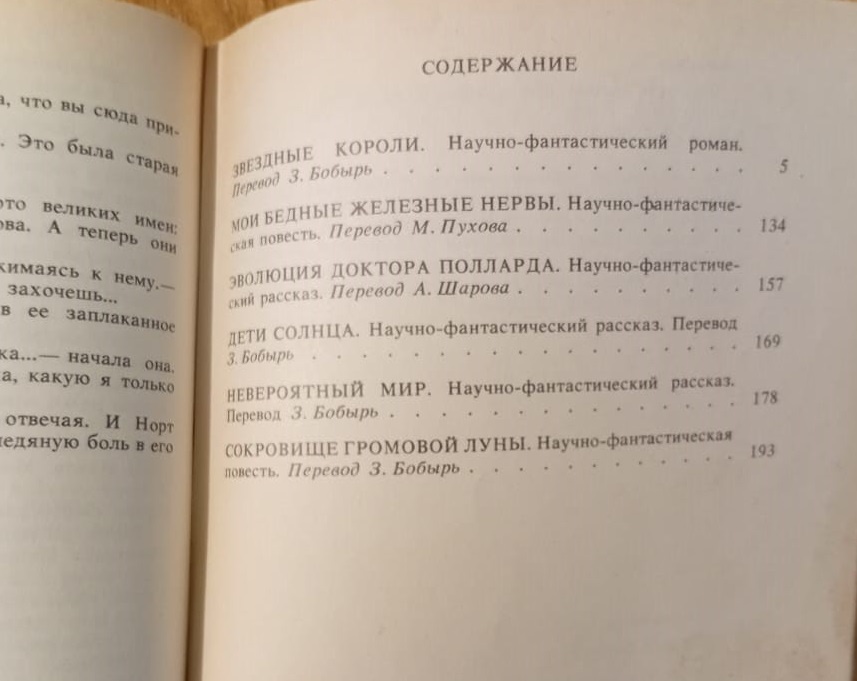 а, что вы сюда при-
. Это была старая
это великих имен:
ова. А теперь они
жимаясь к нему.—
захочешь...
в ее заплаканное
ка...— начала она.
а, какую я только
отвечая. И Норт
ледяную боль в его
СОДЕРЖАНИЕ
ЗВЕЗДНЫЕ КОРОЛИ. Научно-фантастический роман.
Перевод З. Бобырь . . . . . . . . . . . . . . . . 5
МОИ БЕДНЫЕ ЖЕЛЕЗНЫЕ НЕРВЫ. Научно-фантастиче-
ская повесть. Перевод М. Пухова . . . . . . . . . . 134
ЭВОЛЮЦИЯ ДОКТОРА ПОЛЛАРДА. Научно-фантастиче-
ский рассказ. Перевод А. Шарова . . . . . . . . . . 157
ДЕТИ СОЛНЦА. Научно-фантастический рассказ. Перевод
З. Бобырь . . . . . . . . . . . . . . . . . . . 169
НЕВЕРОЯТНЫЙ МИР. Научно-фантастический рассказ.
Перевод З. Бобырь . . . . . . . . . . . . . . . 178
СОКРОВИЩЕ ГРОМОВОЙ ЛУНЫ. Научно-фантастическая
повесть. Перевод З. Бобырь . . . . . . . . . . . . 193